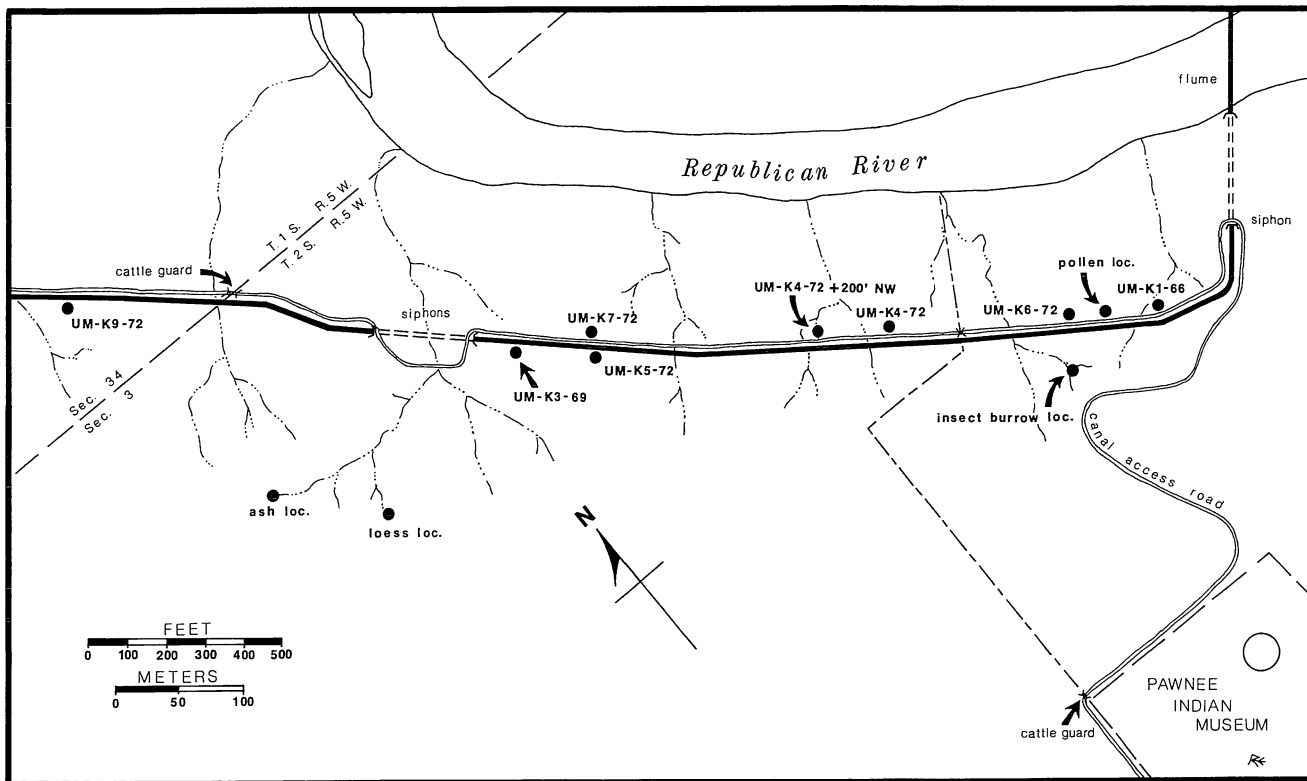 flume
Republican River
siphon
T. 1 S. R. 5 W.
T. 2 S. R. 5 W.
cattle guard
pollen loc.
UM-K4-72 +200' NW
UM-K1-66
UM-K9-72
siphons
UM-K7-72
UM-K4-72
UM-K6-72
UM-K5-72
UM-K3-69
Sec. 34
Sec. 3
insect burrow loc.
canal access road
ash loc.
loess loc.
N
FEET
0 100 200 300 400 500
METERS
0 50 100
PAWNEE
INDIAN
MUSEUM
cattle guard